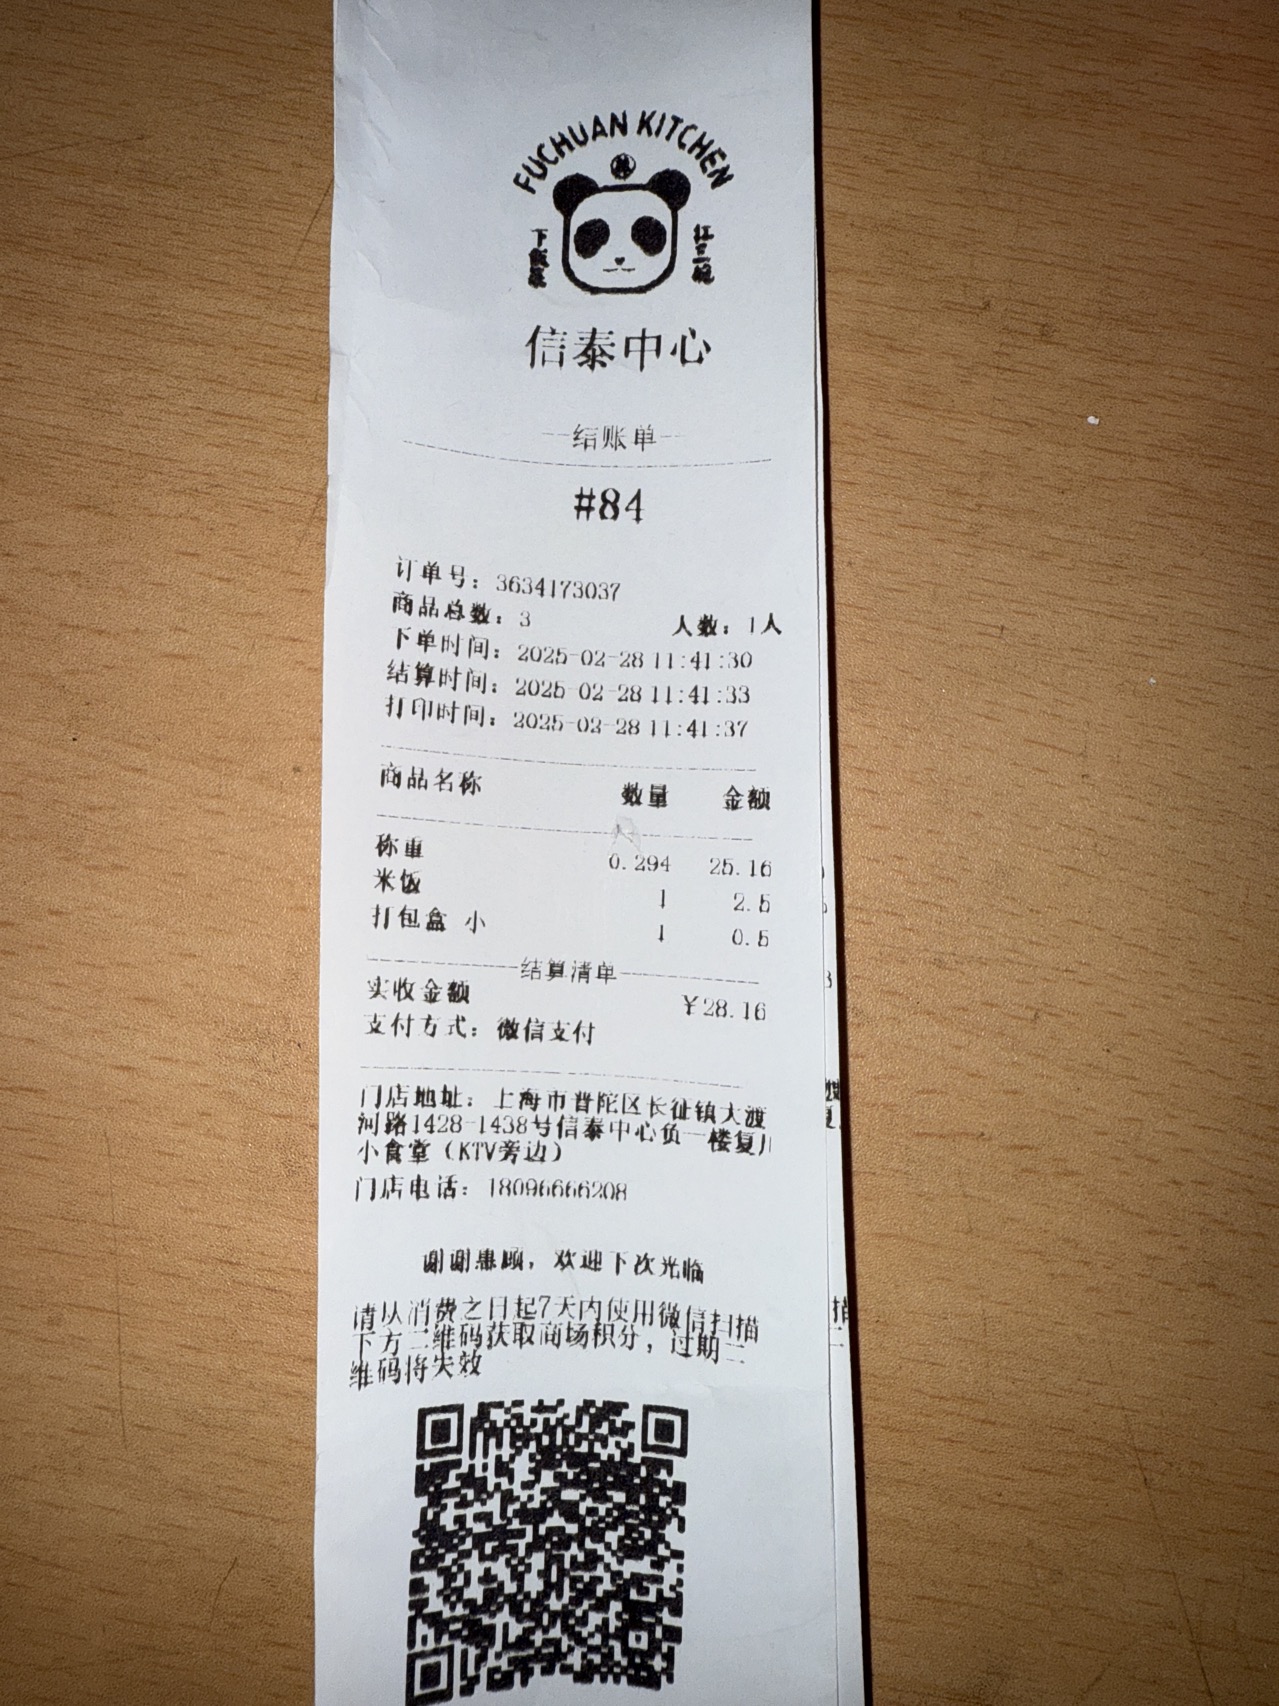 FUCHUAN KITCHEN
下飯菜
信泰中心
结账单
#84
订单号：3634173037
商品总数：3 人数：1人
下单时间：2025-02-28 11:41:30
结算时间：2025-02-28 11:41:33
打印时间：2025-02-28 11:41:37
商品名称 数量 金额
称重 0.294 25.16
米饭 1 2.5
打包盒 小 1 0.5
结算清单
实收金额 ¥28.16
支付方式：微信支付
门店地址：上海市普陀区长征镇大渡
河路1428-1438号信泰中心负一楼复川
小食堂（KTV旁边）
门店电话：18096666208
谢谢惠顾，欢迎下次光临
请从消费之日起7天内使用微信扫描
下方二维码获取商场积分，过期二
维码将失效